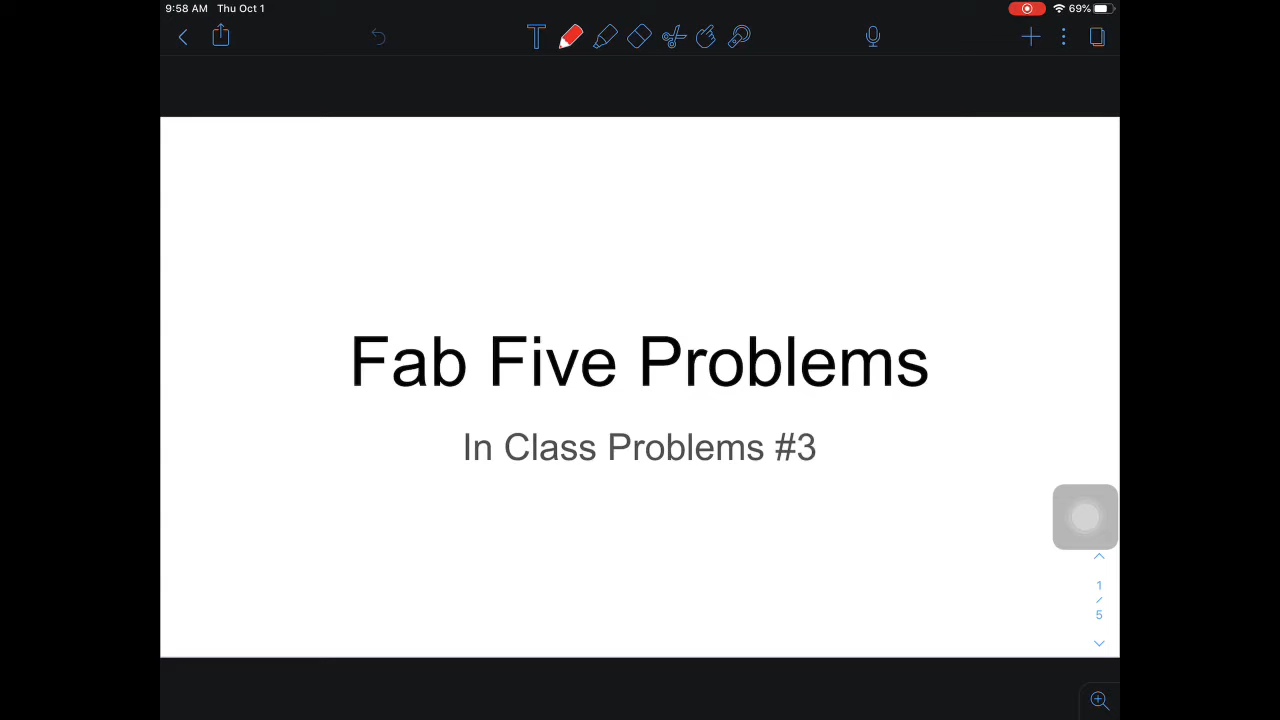 9:58 AM Thu Oct 1
69%
T
Fab Five Problems
In Class Problems #3
1
/
5